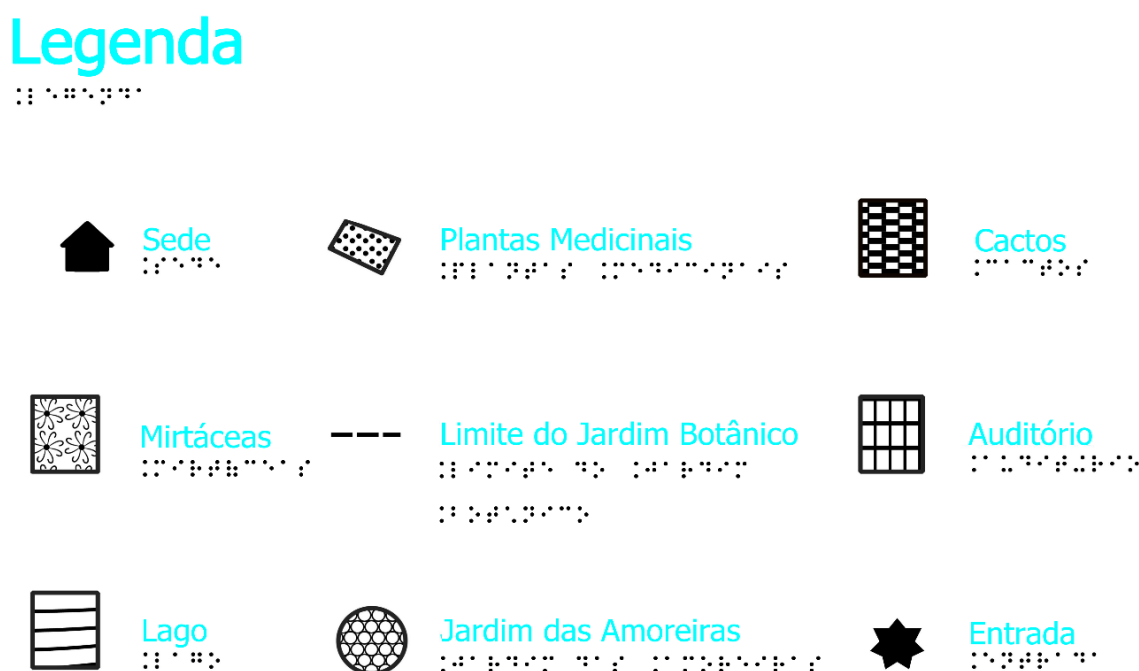 Legenda
⠨⠇⠑⠛⠑⠝⠙⠁
Sede
⠨⠎⠑⠙⠑
Plantas Medicinais
⠨⠏⠇⠁⠝⠞⠁⠎ ⠨⠍⠑⠙⠊⠉⠊⠝⠁⠊⠎
Cactos
⠨⠉⠁⠉⠞⠕⠎
Mirtáceas
⠨⠍⠊⠗⠞⠷⠉⠑⠁⠎
Limite do Jardim Botânico
⠨⠇⠊⠍⠊⠞⠑ ⠙⠕ ⠨⠚⠁⠗⠙⠊⠍
⠨⠃⠕⠞⠡⠝⠊⠉⠕
Auditório
⠨⠁⠥⠙⠊⠞⠬⠗⠊⠕
Lago
⠨⠇⠁⠛⠕
Jardim das Amoreiras
⠨⠚⠁⠗⠙⠊⠍ ⠙⠁⠎ ⠨⠁⠍⠕⠗⠑⠊⠗⠁⠎
Entrada
⠨⠑⠝⠞⠗⠁⠙⠁